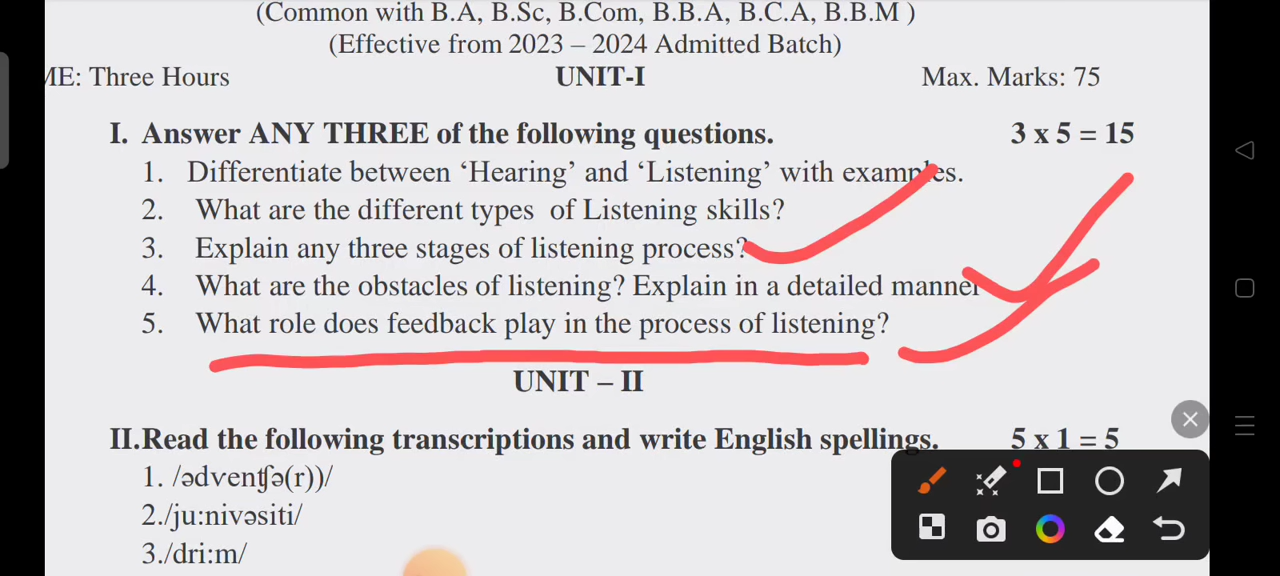 (Common with B.A, B.Sc, B.Com, B.B.A, B.C.A, B.B.M )
(Effective from 2023 – 2024 Admitted Batch)
ME: Three Hours UNIT-I Max. Marks: 75
I. Answer ANY THREE of the following questions. 3 x 5 = 15
1. Differentiate between ‘Hearing’ and ‘Listening’ with examples.
2. What are the different types of Listening skills?
3. Explain any three stages of listening process?
4. What are the obstacles of listening? Explain in a detailed manner
5. What role does feedback play in the process of listening?
UNIT – II
II.Read the following transcriptions and write English spellings. 5 x 1 = 5
1. /ədventʃə(r))/
2./ju:nivəsiti/
3./dri:m/